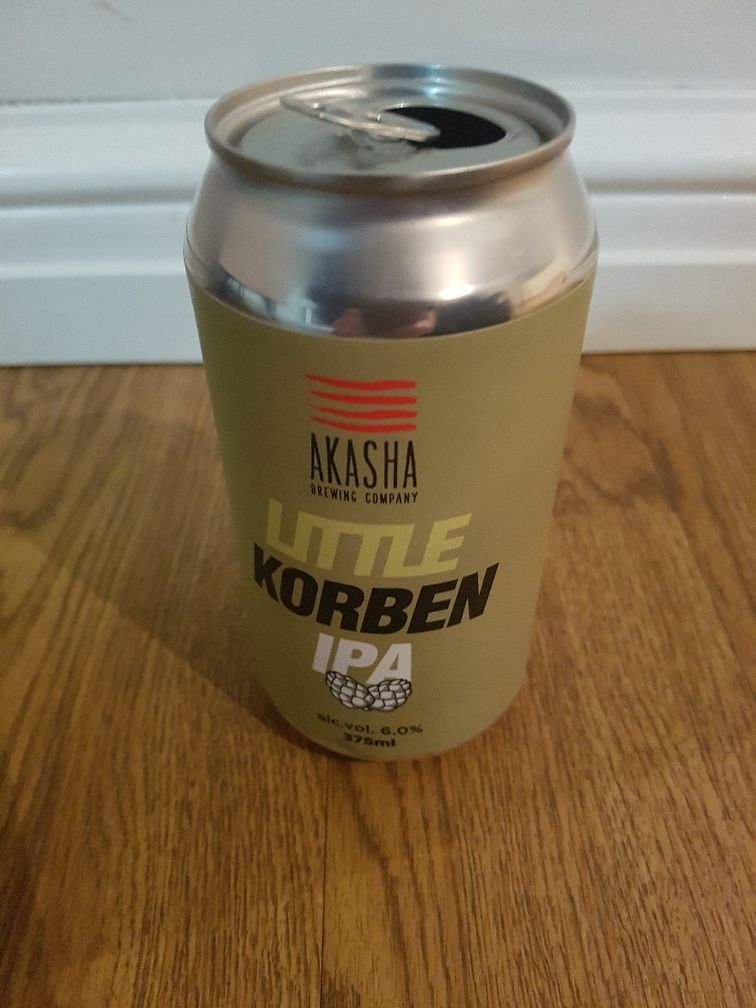 AKASHA
BREWING COMPANY
LITTLE
KORBEN
IPA
alc.vol. 6.0%
375ml